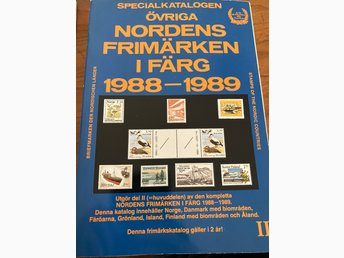 SPECIALKATALOGEN
ÖVRIGA
NORDENS
FRIMÄRKEN
I FÄRG
1988–1989
BRIEFMARKEN DER NORDISCHEN LÄNDER
STAMPS OF THE NORDIC COUNTRIES
Utgör del II (=huvuddelen) av den kompletta
NORDENS FRIMÄRKEN I FÄRG 1988–1989.
Denna katalog innehåller Norge, Danmark med biområden,
Färöarna, Grönland, Island, Finland med biområden och Åland.
Denna frimärkskatalog gäller i 2 år!
II